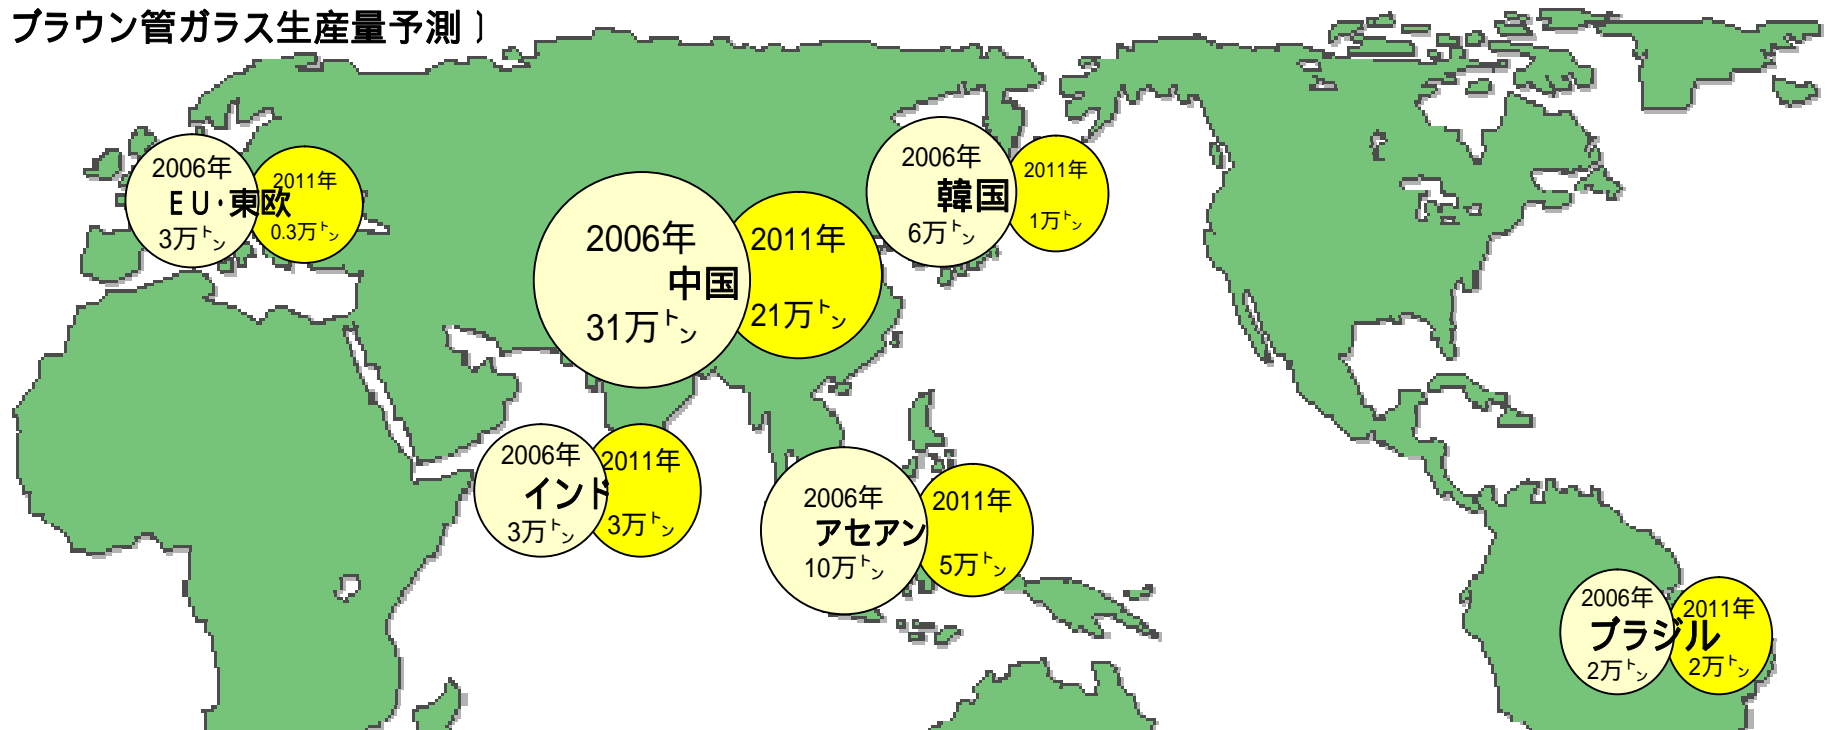 ブラウン管ガラス生産量予測 ）
2006年
EU・東欧
3万トン
2011年
0.3万トン
2006年
中国
31万トン
2011年
21万トン
2006年
韓国
6万トン
2011年
1万トン
2006年
インド
3万トン
2011年
3万トン
2006年
アセアン
10万トン
2011年
5万トン
2006年
ブラジル
2万トン
2011年
2万トン